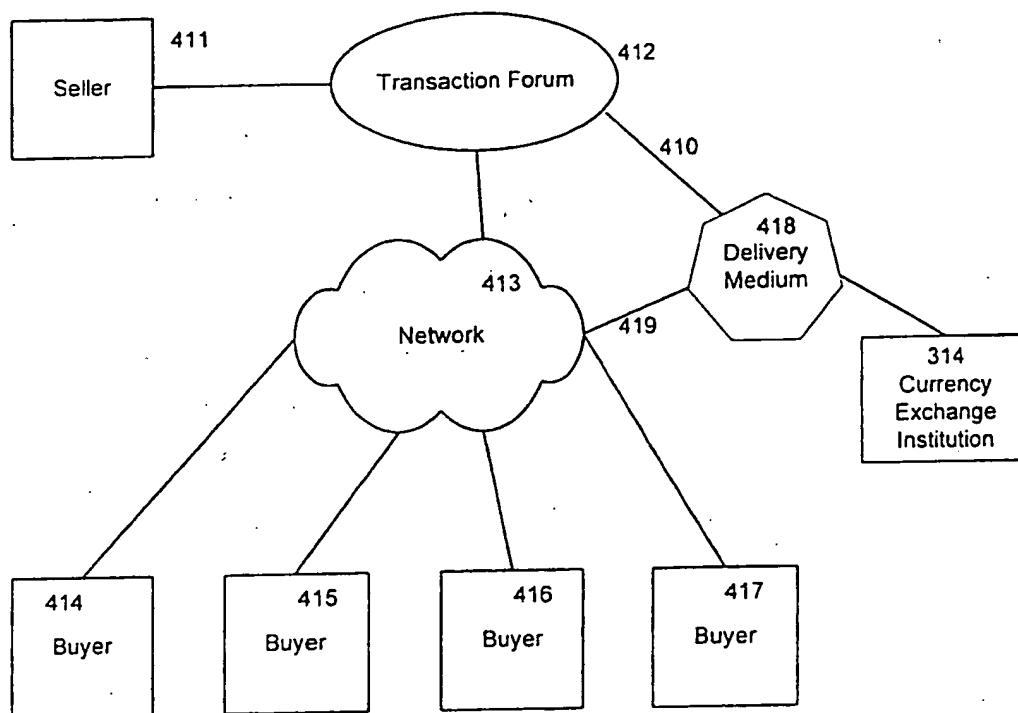 411
Seller
Transaction Forum
412
410
418
Delivery
Medium
413
Network
419
314
Currency
Exchange
Institution
414
Buyer
415
Buyer
416
Buyer
417
Buyer